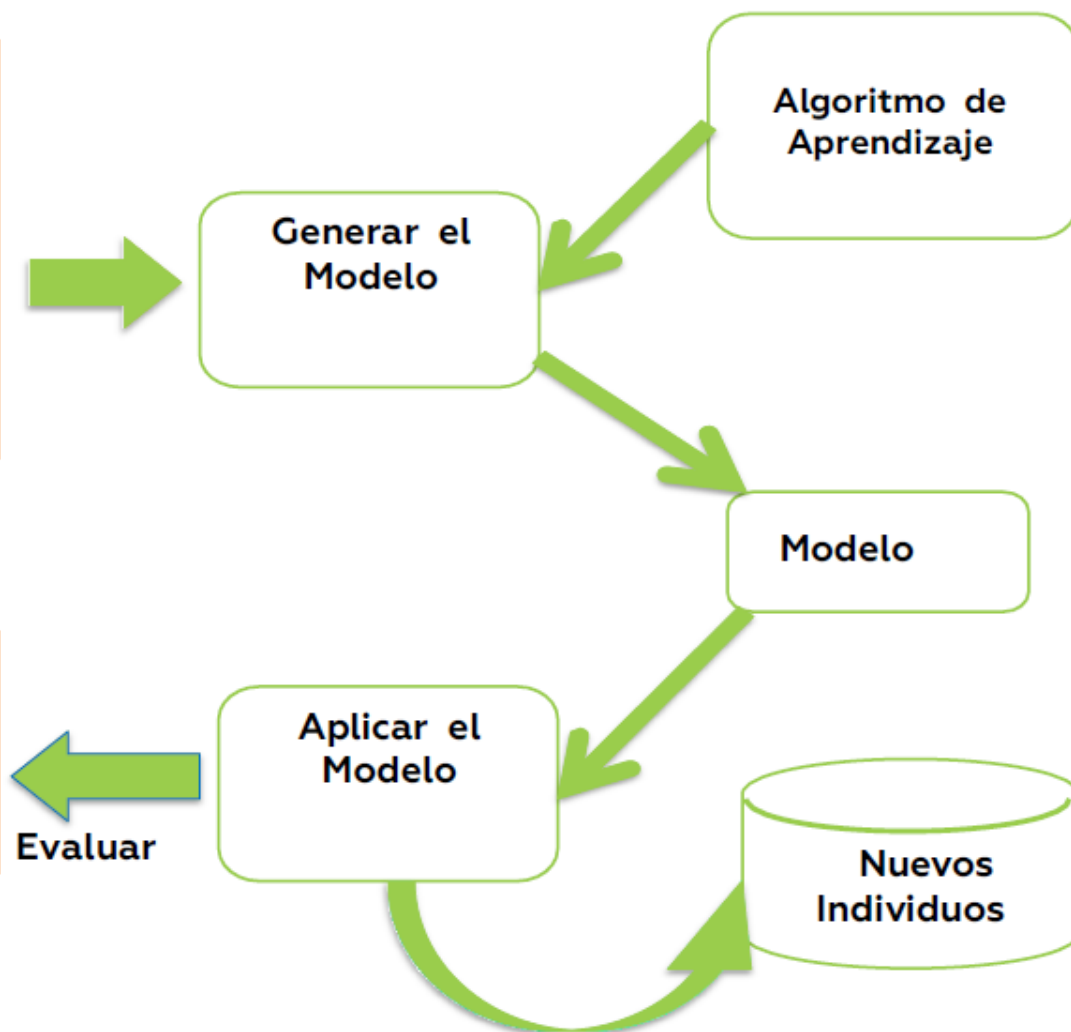 Algoritmo de
Aprendizaje
Generar el
Modelo
Modelo
Aplicar el
Modelo
Evaluar
Nuevos
Individuos